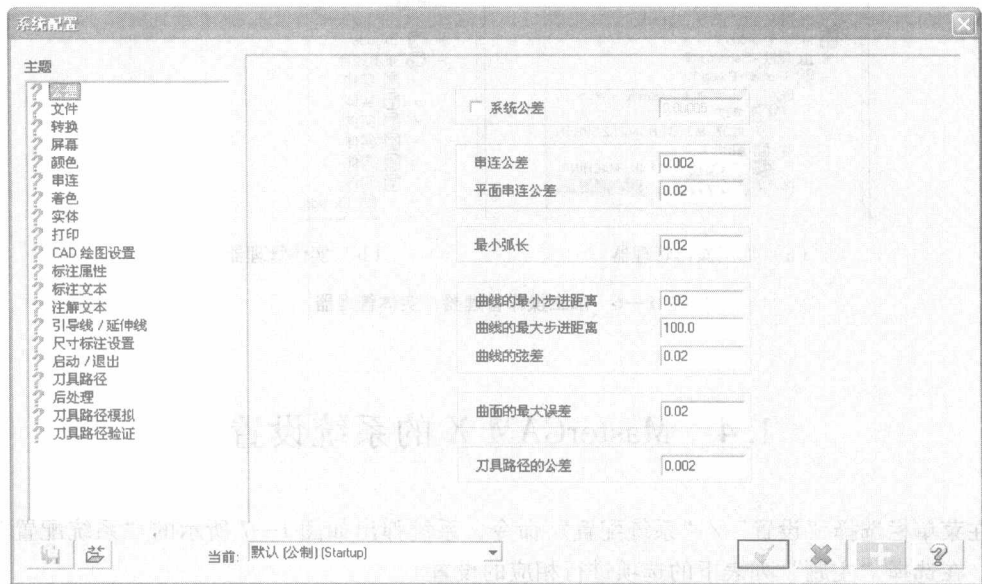 系统配置
主题
公差
文件
转换
屏幕
颜色
串连
着色
实体
打印
CAD 绘图设置
标注属性
标注文本
注解文本
引导线 / 延伸线
尺寸标注设置
启动 / 退出
刀具路径
后处理
刀具路径模拟
刀具路径验证
系统公差
串连公差 0.002
平面串连公差 0.02
最小弧长 0.02
曲线的最小步进距离 0.02
曲线的最大步进距离 100.0
曲线的弦差 0.02
曲面的最大误差 0.02
刀具路径的公差 0.002
当前: 默认 (公制) (Startup)